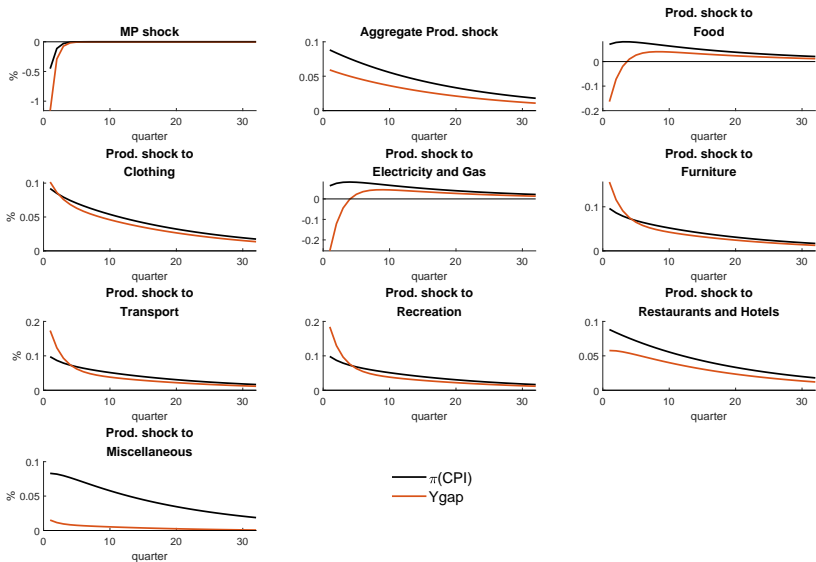 MP shock
0
-0.5
-1
%
0 10 20 30
quarter
Aggregate Prod. shock
0.1
0.05
0
0 10 20 30
quarter
Prod. shock to
Food
0.1
0
-0.1
-0.2
0 10 20 30
quarter
Prod. shock to
Clothing
0.1
0.05
0
%
0 10 20 30
quarter
Prod. shock to
Electricity and Gas
0
-0.1
-0.2
0 10 20 30
quarter
Prod. shock to
Furniture
0.1
0
0 10 20 30
quarter
Prod. shock to
Transport
0.2
0.1
0
%
0 10 20 30
quarter
Prod. shock to
Recreation
0.2
0.1
0
0 10 20 30
quarter
Prod. shock to
Restaurants and Hotels
0.1
0.05
0
0 10 20 30
quarter
Prod. shock to
Miscellaneous
0.1
0.05
0
%
0 10 20 30
quarter
π(CPI)
Ygap